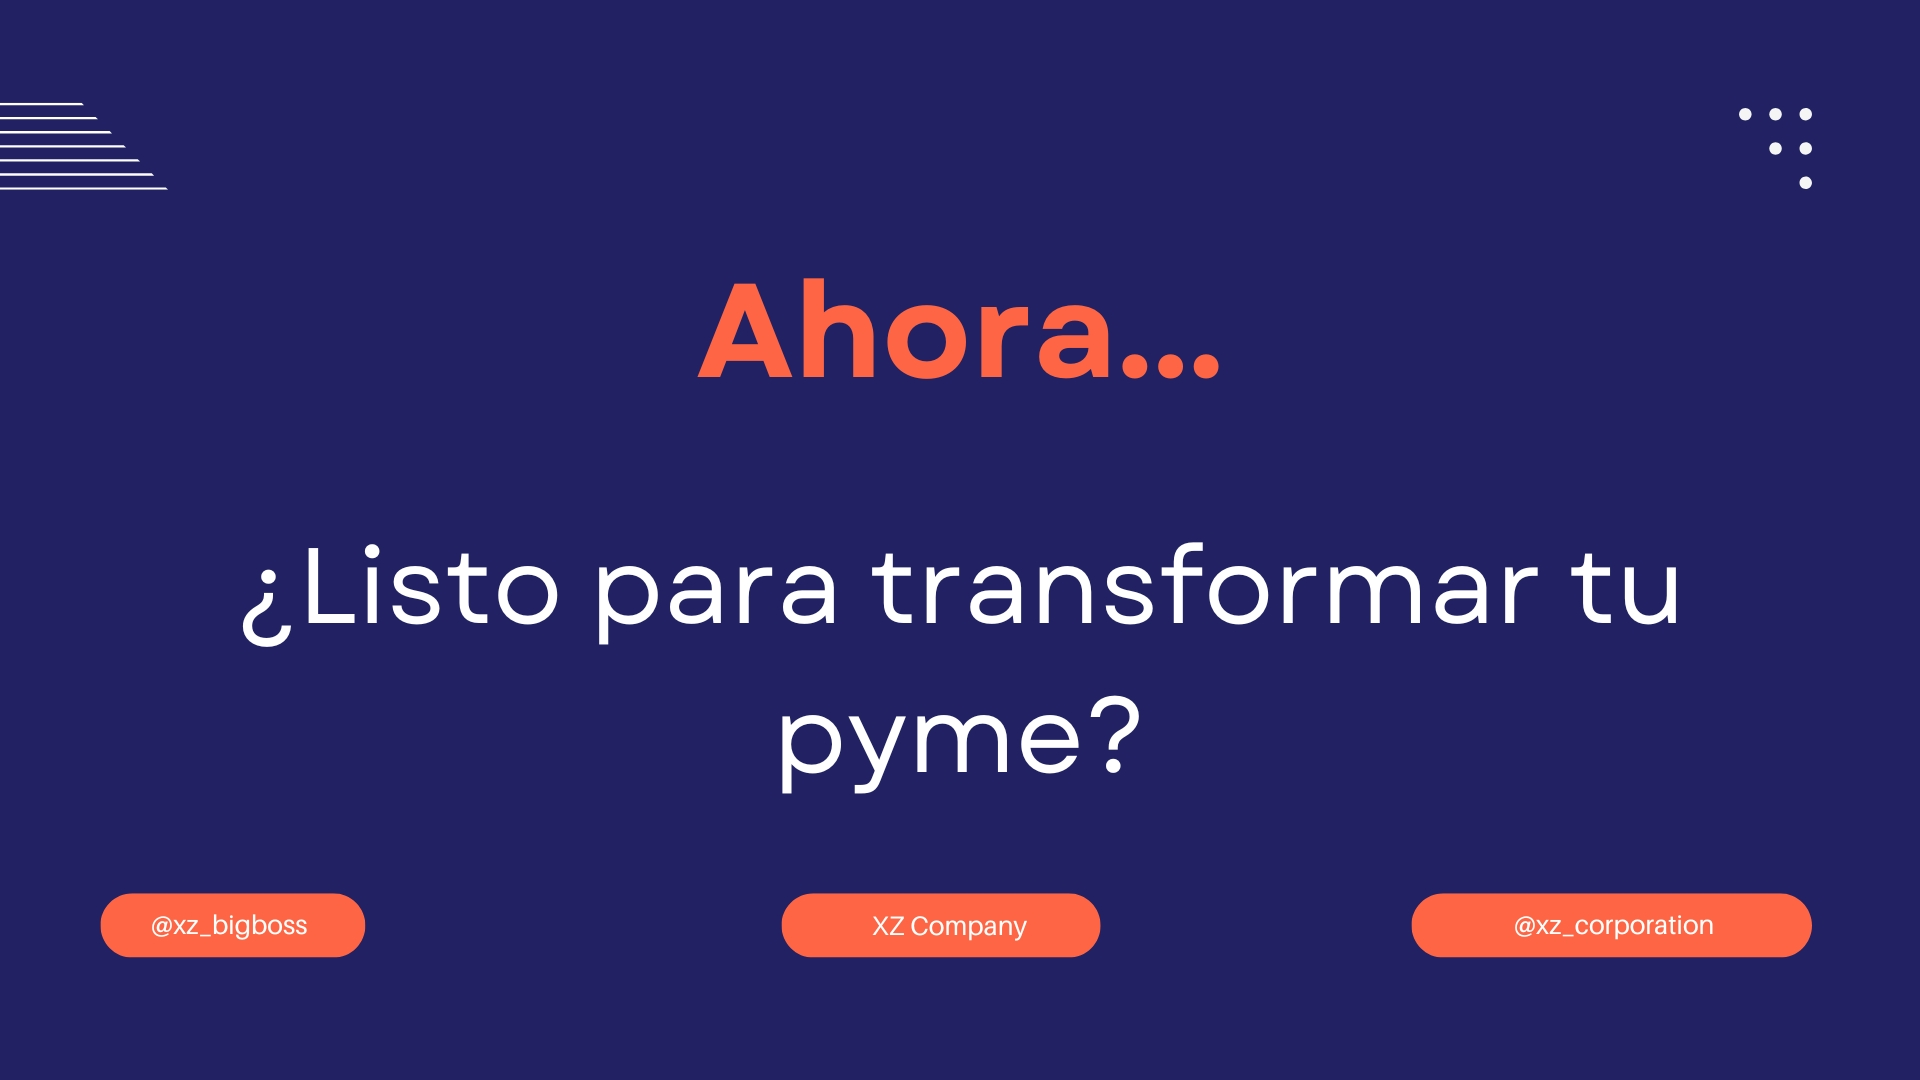 Ahora...
¿Listo para transformar tu
pyme?
@xz_bigboss
XZ Company
@xz_corporation